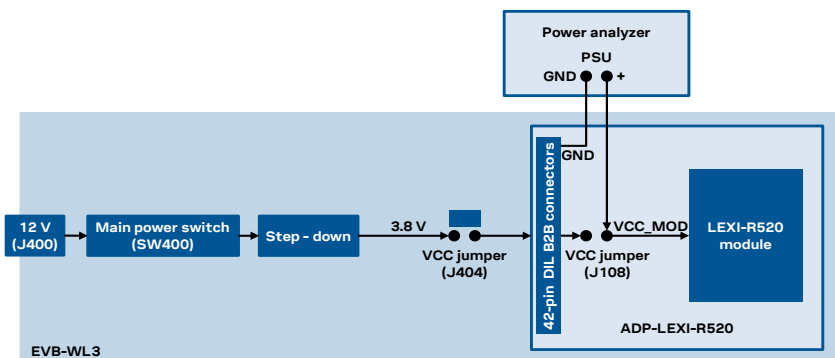 Power analyzer
PSU
GND
+
GND
42-pin DIL B2B connectors
12 V
(J400)
Main power switch
(SW400)
Step - down
3.8 V
VCC jumper
(J404)
VCC jumper
(J108)
VCC_MOD
LEXI-R520
module
ADP-LEXI-R520
EVB-WL3